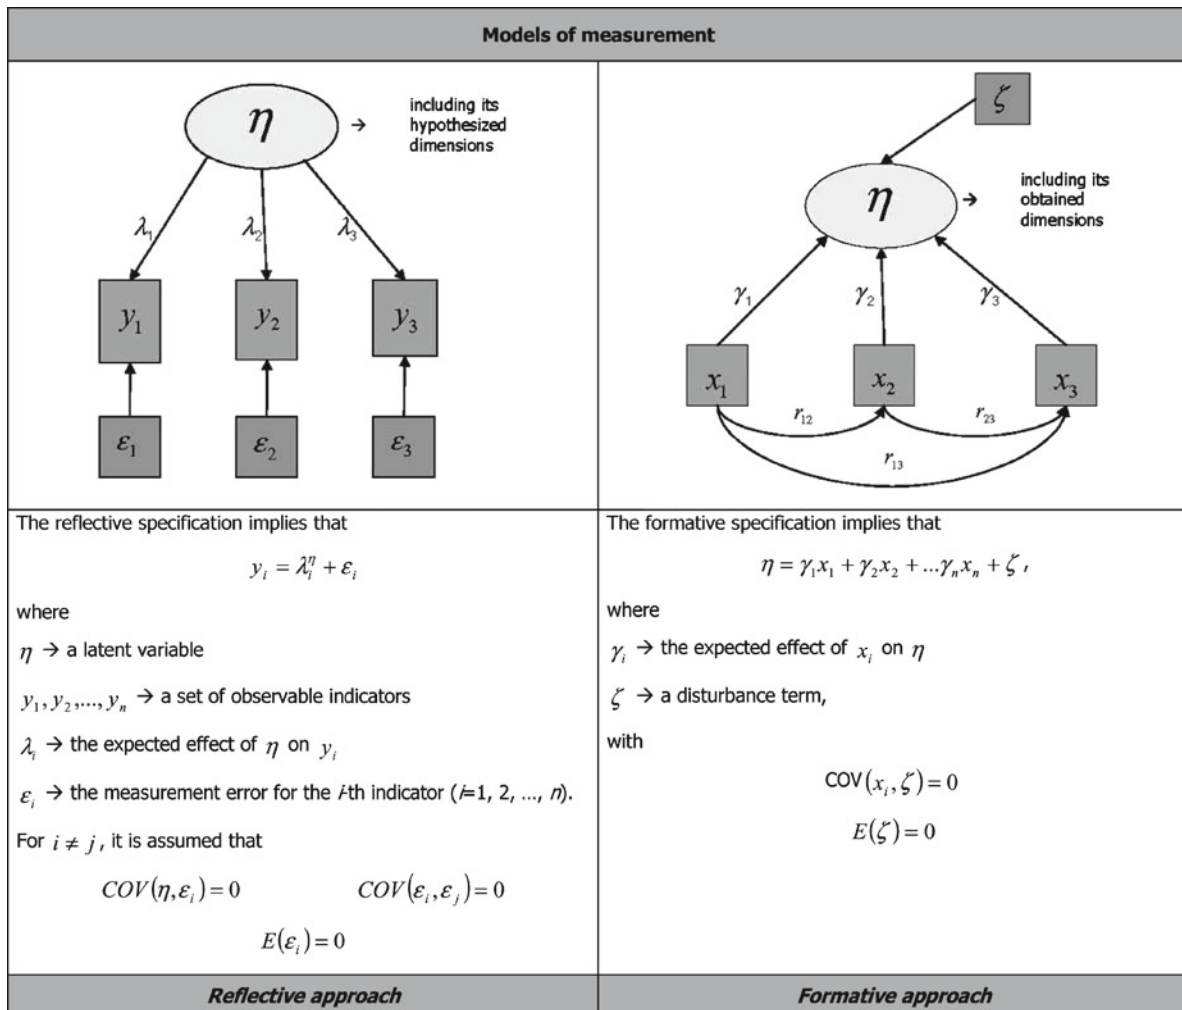 Models of measurement
η
→
including its
hypothesized
dimensions
λ₁
λ₂
λ₃
y₁
y₂
y₃
ε₁
ε₂
ε₃
ζ
η
→
including its
obtained
dimensions
γ₁
γ₂
γ₃
x₁
x₂
x₃
r₁₂
r₂₃
r₁₃
The reflective specification implies that
yᵢ = λᵢ^η + εᵢ
where
η → a latent variable
y₁, y₂,..., yₙ → a set of observable indicators
λᵢ → the expected effect of η on yᵢ
εᵢ → the measurement error for the i-th indicator (i=1, 2, ..., n).
For i ≠ j, it is assumed that
COV(η,εᵢ)=0 COV(εᵢ,εⱼ)=0
E(εᵢ)=0
The formative specification implies that
η = γ₁x₁ + γ₂x₂ + ...γₙxₙ + ζ,
where
γᵢ → the expected effect of xᵢ on η
ζ → a disturbance term,
with
COV(xᵢ,ζ)=0
E(ζ)=0
Reflective approach
Formative approach